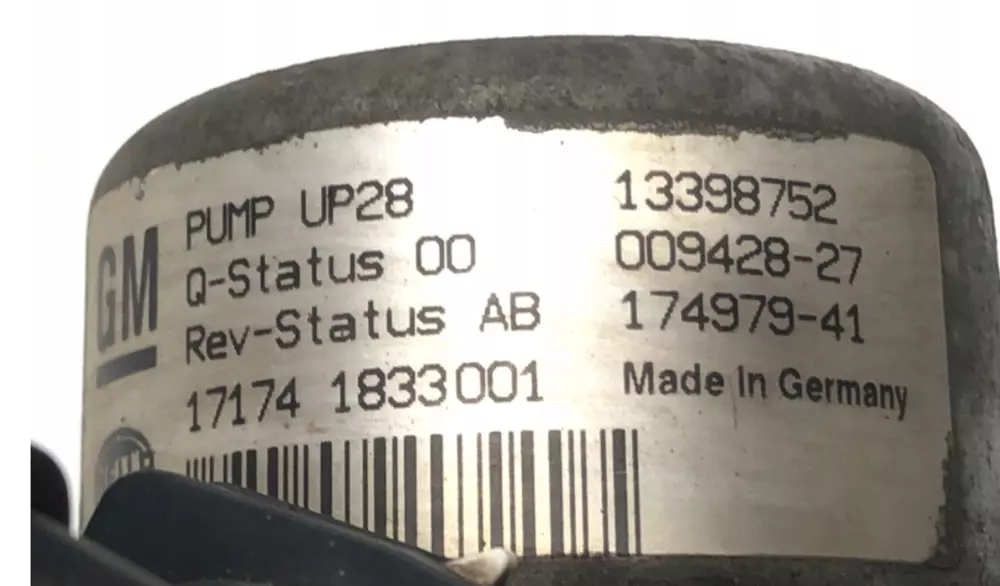 GM
PUMP UP28 13398752
Q-Status 00 009428-27
Rev-Status AB 174979-41
17174 1833001 Made In Germany